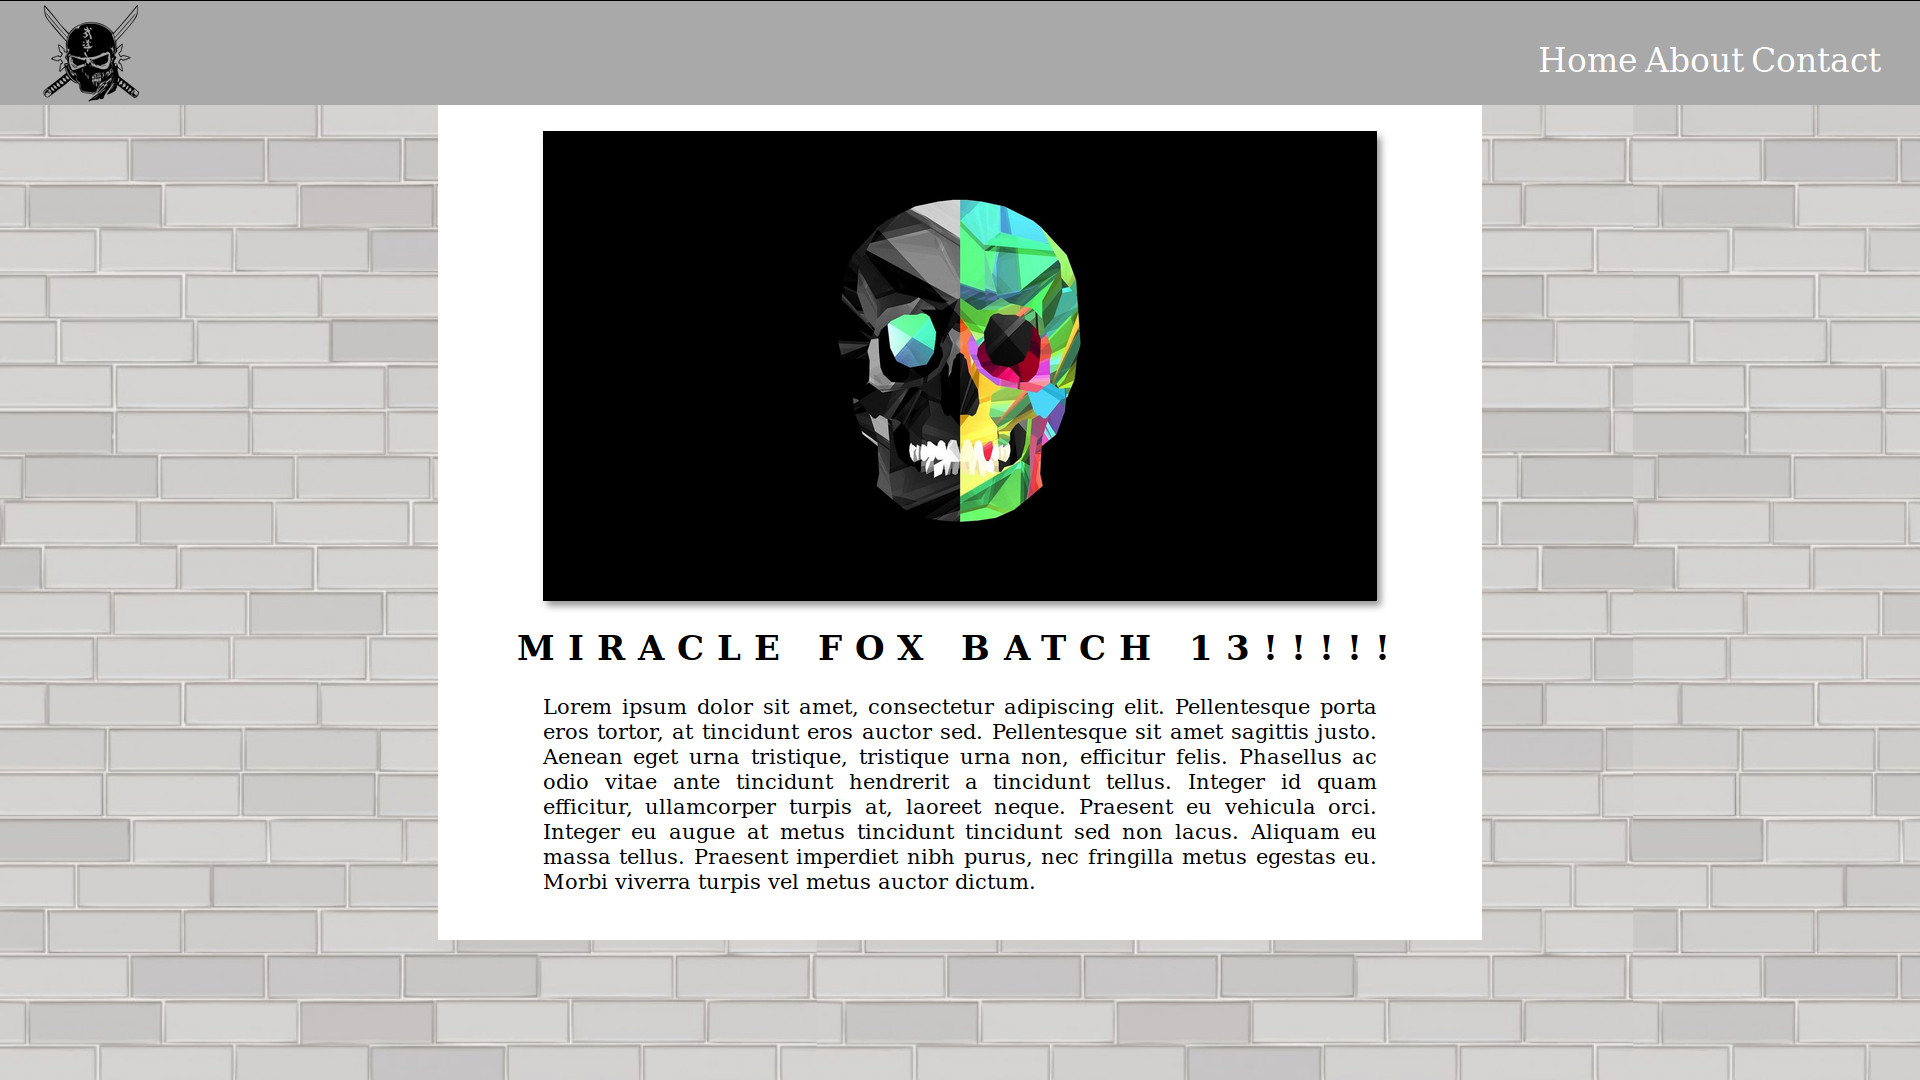 武
道
Home About Contact
MIRACLE FOX BATCH 13!!!!!
Lorem ipsum dolor sit amet, consectetur adipiscing elit. Pellentesque porta
eros tortor, at tincidunt eros auctor sed. Pellentesque sit amet sagittis justo.
Aenean eget urna tristique, tristique urna non, efficitur felis. Phasellus ac
odio vitae ante tincidunt hendrerit a tincidunt tellus. Integer id quam
efficitur, ullamcorper turpis at, laoreet neque. Praesent eu vehicula orci.
Integer eu augue at metus tincidunt tincidunt sed non lacus. Aliquam eu
massa tellus. Praesent imperdiet nibh purus, nec fringilla metus egestas eu.
Morbi viverra turpis vel metus auctor dictum.